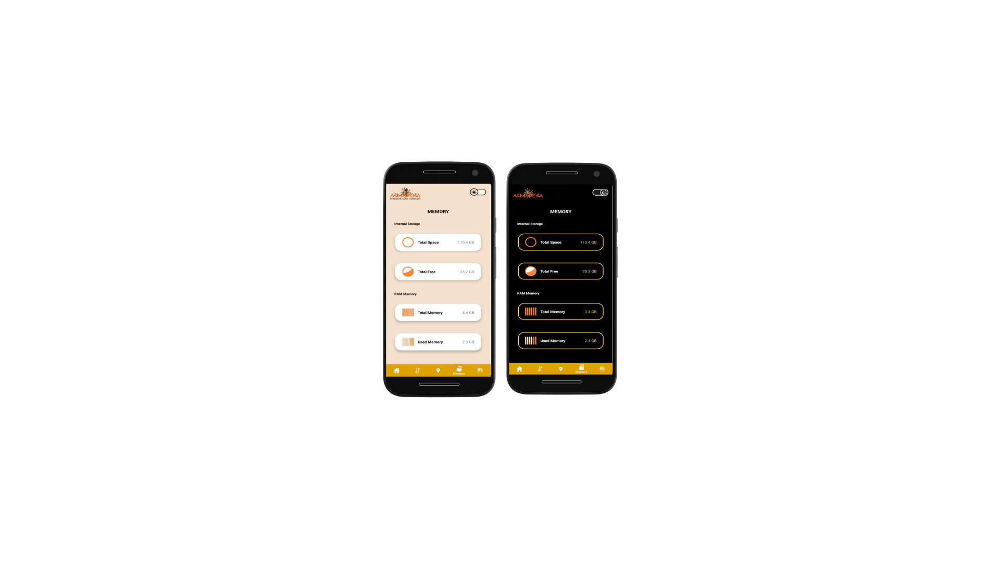 ARMADEIRA
Network data collector
MEMORY
Internal Storage
Total Space 110.4 GB
Total Free 35.2 GB
RAM Memory
Total Memory 3.4 GB
Used Memory 2.3 GB
Memory
ARMADEIRA
MEMORY
Internal Storage
Total Space 110.4 GB
Total Free 35.2 GB
RAM Memory
Total Memory 3.4 GB
Used Memory 2.4 GB
Memory